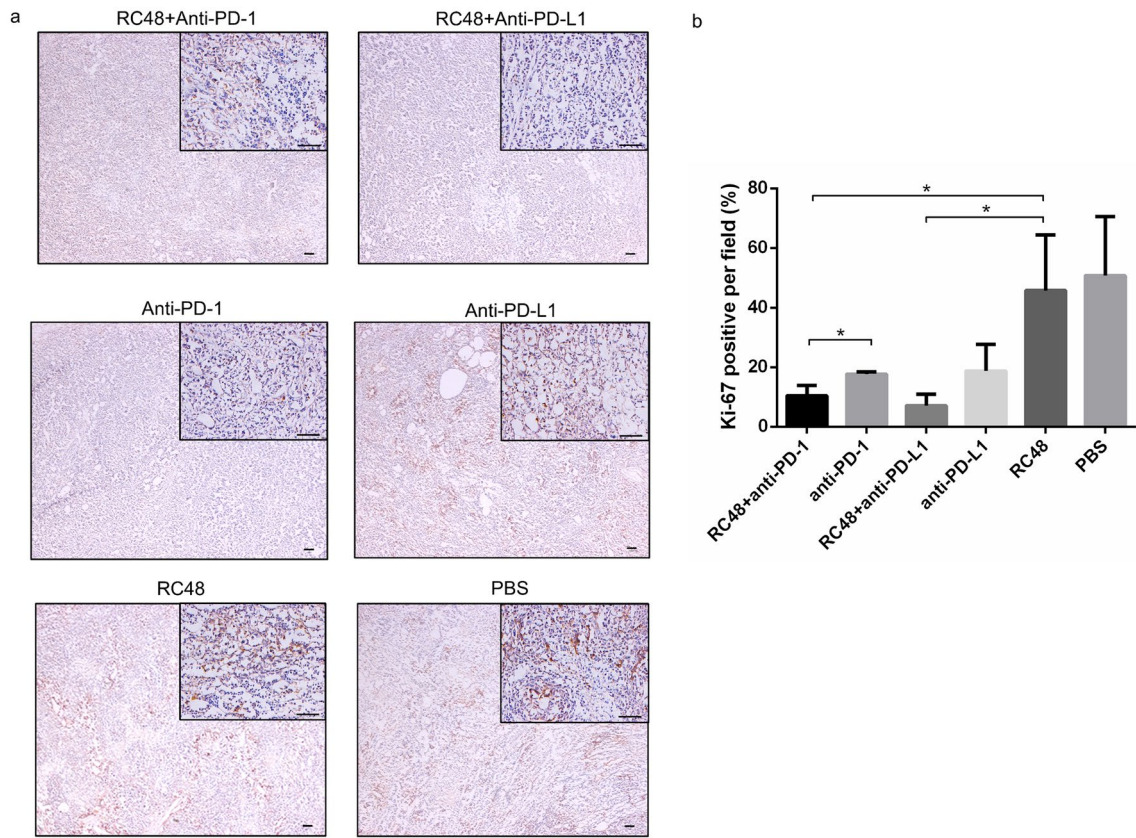 a
RC48+Anti-PD-1
RC48+Anti-PD-L1
Anti-PD-1
Anti-PD-L1
RC48
PBS
b
Ki-67 positive per field (%)
80
60
40
20
0
*
*
*
RC48+anti-PD-1
anti-PD-1
RC48+anti-PD-L1
anti-PD-L1
RC48
PBS